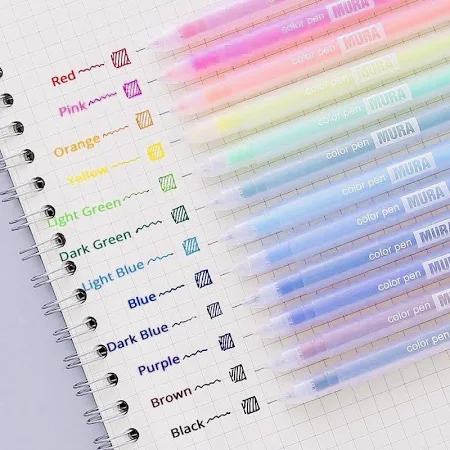 Red
Pink
Orange
Yellow
Light Green
Dark Green
Light Blue
Blue
Dark Blue
Purple
Brown
Black
color pen MURA
color pen MURA
color pen MURA
color pen MURA
color pen MURA
color pen MURA
color pen MURA
color pen MURA
color pen MURA
color pen MURA
color pen